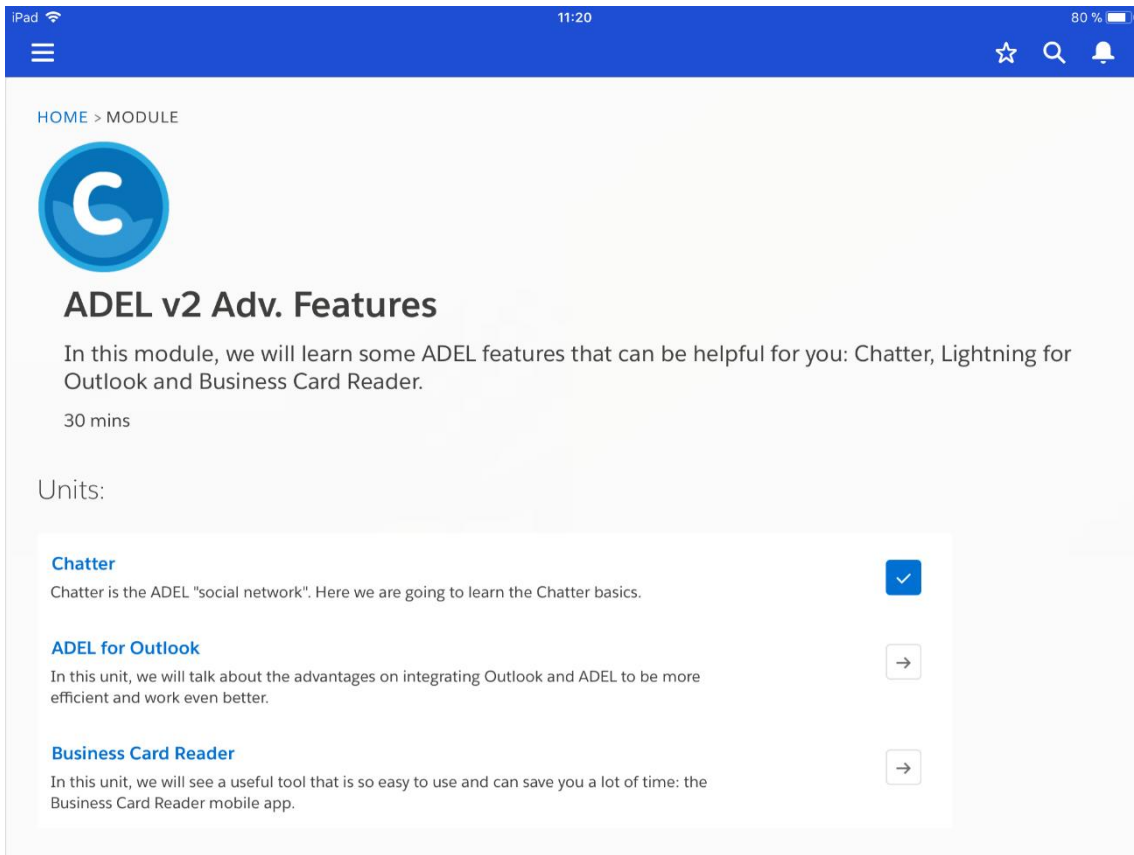 iPad 11:20 80 %
HOME > MODULE
C
ADEL v2 Adv. Features
In this module, we will learn some ADEL features that can be helpful for you: Chatter, Lightning for
Outlook and Business Card Reader.
30 mins
Units:
Chatter
Chatter is the ADEL "social network". Here we are going to learn the Chatter basics.
ADEL for Outlook
In this unit, we will talk about the advantages on integrating Outlook and ADEL to be more
efficient and work even better.
Business Card Reader
In this unit, we will see a useful tool that is so easy to use and can save you a lot of time: the
Business Card Reader mobile app.